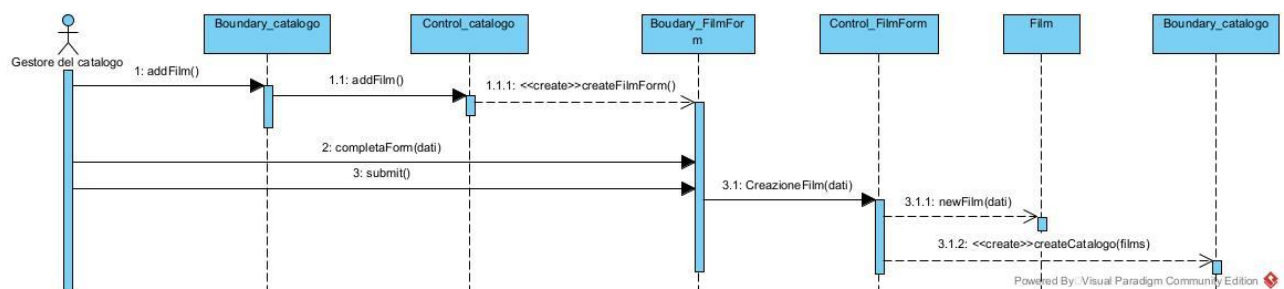 Boundary_catalogo
Control_catalogo
Boudary_FilmFor
m
Control_FilmForm
Film
Boundary_catalogo
Gestore del catalogo
1: addFilm()
1.1: addFilm()
1.1.1: <<create>>createFilmForm()
2: completaForm(dati)
3: submit()
3.1: CreazioneFilm(dati)
3.1.1: newFilm(dati)
3.1.2: <<create>>createCatalogo(films)
Powered By Visual Paradigm Community Edition